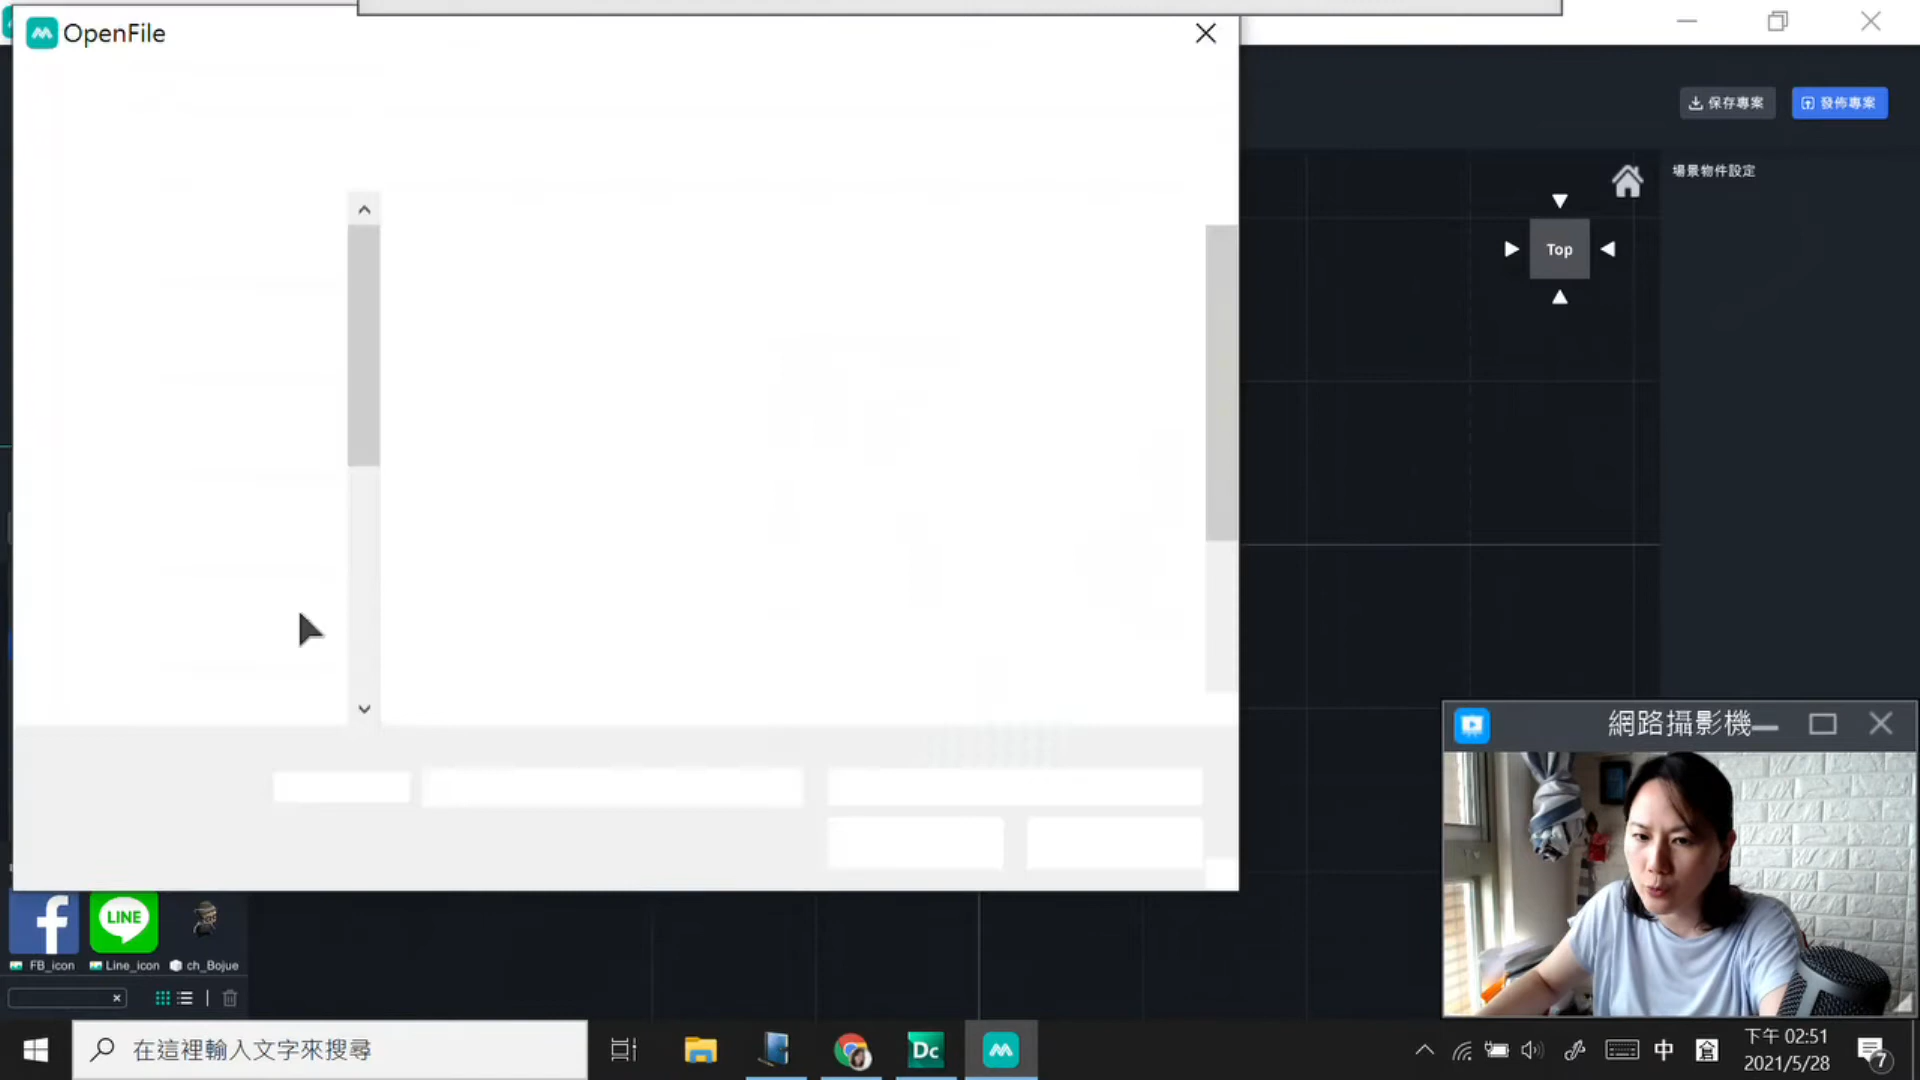 OpenFile
保存專案
發佈專案
場景物件設定
Top
網路攝影機
LINE
FB_icon
Line_icon
ch_Bojue
在這裡輸入文字來搜尋
Dc
中
倉
下午 02:51
2021/5/28
7